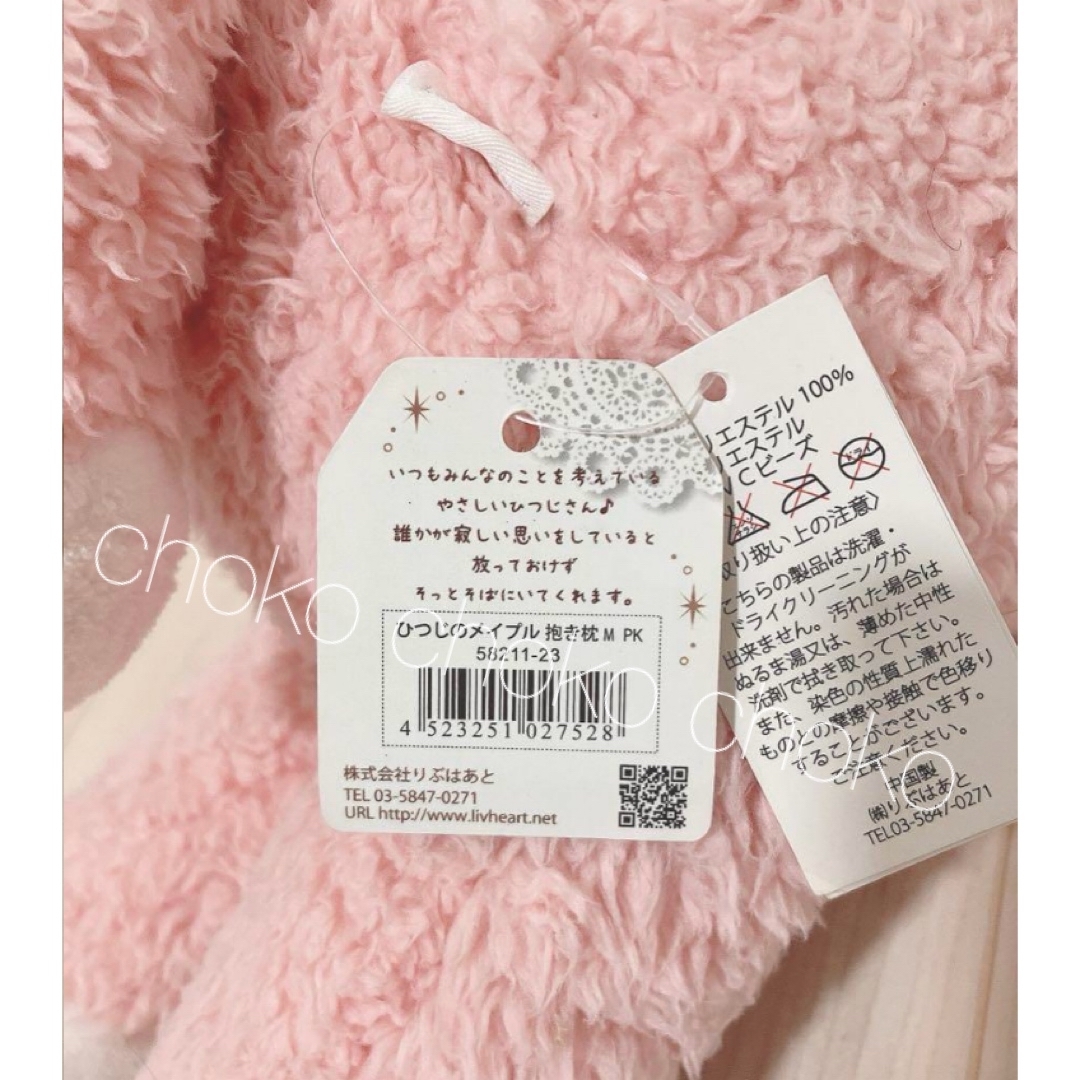 いつもみんなのことを考えている
やさしいひつじさん♪
誰かが寂しい思いをしていると
放っておけず
そっとそばにいてくれます。
ひつじのメイプル 抱き枕 M PK
58211-23
4 523251 027528
株式会社りぶはあと
TEL 03-5847-0271
URL http://www.livheart.net
エステル 100%
エステル
Cビーズ
ドライ
取り扱い上の注意〉
こちらの製品は洗濯・
ドライクリーニングが
出来ません。汚れた場合は
ぬるま湯又は、薄めた中性
洗剤で拭き取って下さい。
また、染色の性質上濡れた
ものとの摩擦や接触で色移り
することがございます。
ご注意ください。
中国製
㈱りぶはあと
TEL03-5847-0271
choko choko choko